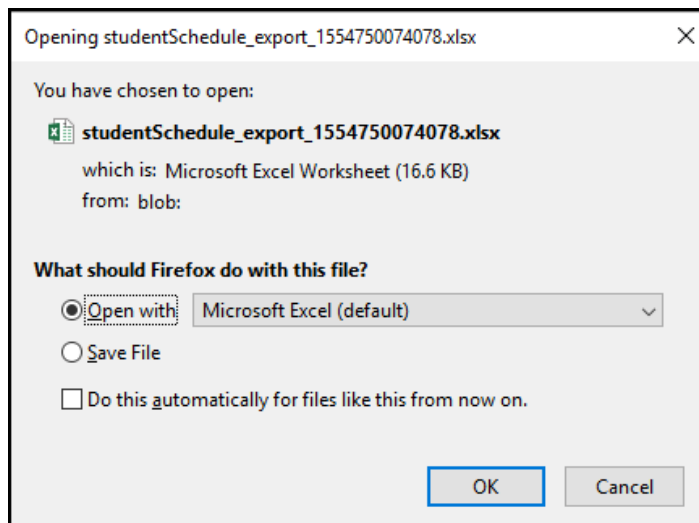 Opening studentSchedule_export_1554750074078.xlsx
You have chosen to open:
studentSchedule_export_1554750074078.xlsx
which is: Microsoft Excel Worksheet (16.6 KB)
from: blob:
What should Firefox do with this file?
Open with Microsoft Excel (default)
Save File
Do this automatically for files like this from now on.
OK Cancel